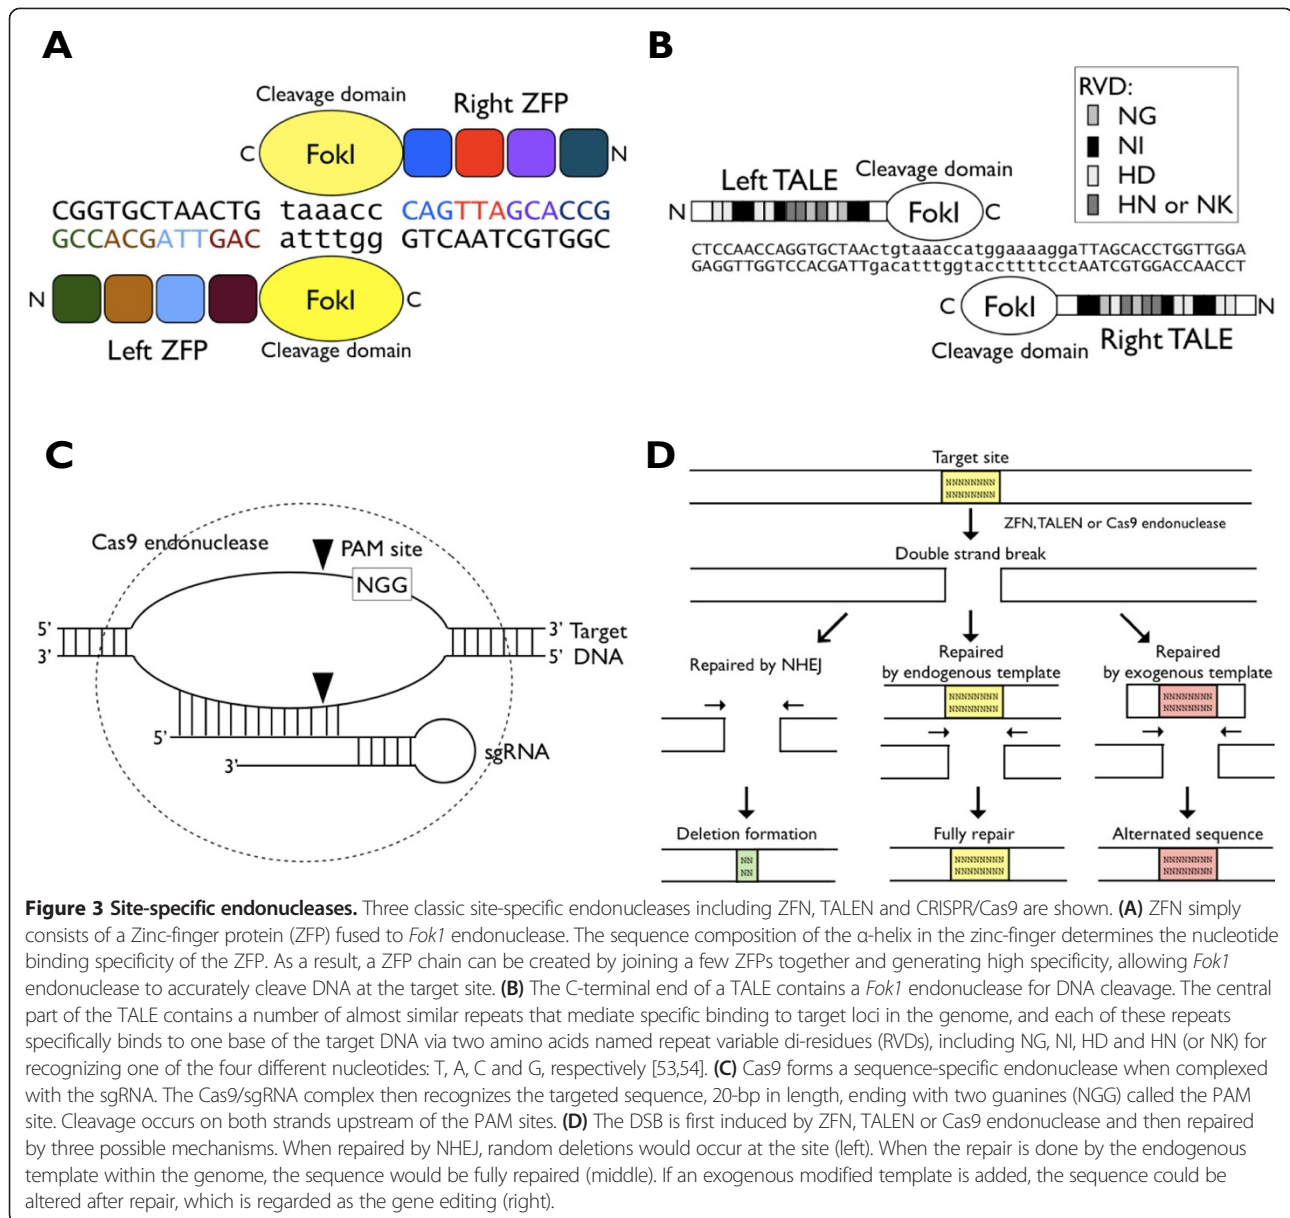 A
Cleavage domain
Right ZFP
C
FokI
N
CGGTGCTAACTG taaacc CAGTTAGCACCG
GCCACGATTGAC atttgg GTCAATCGTGGC
N
FokI
C
Left ZFP
Cleavage domain
B
RVD:
NG
NI
HD
HN or NK
Left TALE
Cleavage domain
N
FokI
C
CTCCAACCAGGTGCTAActgtaaaccatggaaaaggaTTAGCACCTGGTTGGA
GAGGTTGGTCCACGATTgacatttggtaccttttcctAATCGTGGACCAACCT
C
FokI
N
Cleavage domain
Right TALE
C
Cas9 endonuclease
PAM site
NGG
5’
3’
Target
3’
5’
DNA
5’
3’
sgRNA
D
Target site
NNNNNNNN
NNNNNNNN
ZFN, TALEN or Cas9 endonuclease
Double strand break
Repaired by NHEJ
Repaired
by endogenous template
NNNNNNNN
NNNNNNNN
Repaired
by exogenous template
NNNNNNNN
NNNNNNNN
Deletion formation
NN
NN
Fully repair
NNNNNNNN
NNNNNNNN
Alternated sequence
NNNNNNNN
NNNNNNNN
Figure 3 Site-specific endonucleases. Three classic site-specific endonucleases including ZFN, TALEN and CRISPR/Cas9 are shown. (A) ZFN simply
consists of a Zinc-finger protein (ZFP) fused to Fok1 endonuclease. The sequence composition of the α-helix in the zinc-finger determines the nucleotide
binding specificity of the ZFP. As a result, a ZFP chain can be created by joining a few ZFPs together and generating high specificity, allowing Fok1
endonuclease to accurately cleave DNA at the target site. (B) The C-terminal end of a TALE contains a Fok1 endonuclease for DNA cleavage. The central
part of the TALE contains a number of almost similar repeats that mediate specific binding to target loci in the genome, and each of these repeats
specifically binds to one base of the target DNA via two amino acids named repeat variable di-residues (RVDs), including NG, NI, HD and HN (or NK) for
recognizing one of the four different nucleotides: T, A, C and G, respectively [53,54]. (C) Cas9 forms a sequence-specific endonuclease when complexed
with the sgRNA. The Cas9/sgRNA complex then recognizes the targeted sequence, 20-bp in length, ending with two guanines (NGG) called the PAM
site. Cleavage occurs on both strands upstream of the PAM sites. (D) The DSB is first induced by ZFN, TALEN or Cas9 endonuclease and then repaired
by three possible mechanisms. When repaired by NHEJ, random deletions would occur at the site (left). When the repair is done by the endogenous
template within the genome, the sequence would be fully repaired (middle). If an exogenous modified template is added, the sequence could be
altered after repair, which is regarded as the gene editing (right).